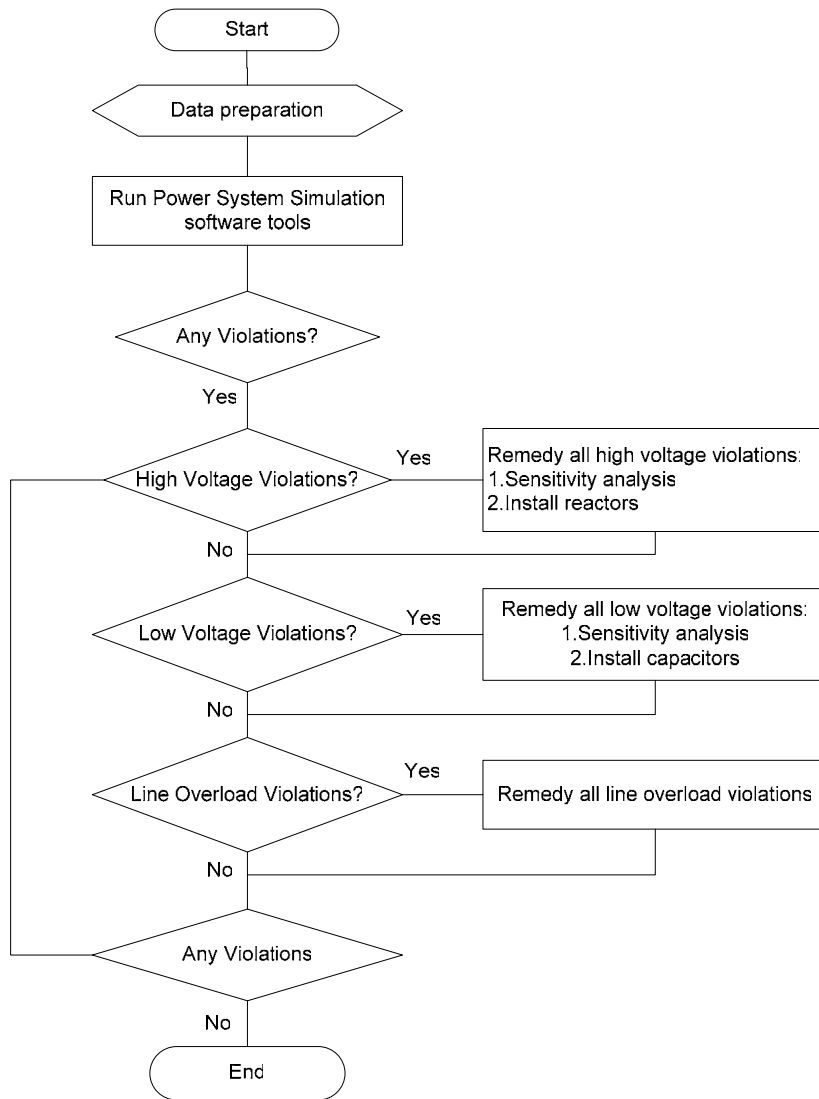 Start
Data preparation
Run Power System Simulation
software tools
Any Violations?
Yes
High Voltage Violations?
Yes
Remedy all high voltage violations:
1.Sensitivity analysis
2.Install reactors
No
Low Voltage Violations?
Yes
Remedy all low voltage violations:
1.Sensitivity analysis
2.Install capacitors
No
Line Overload Violations?
Yes
Remedy all line overload violations
No
Any Violations
No
End